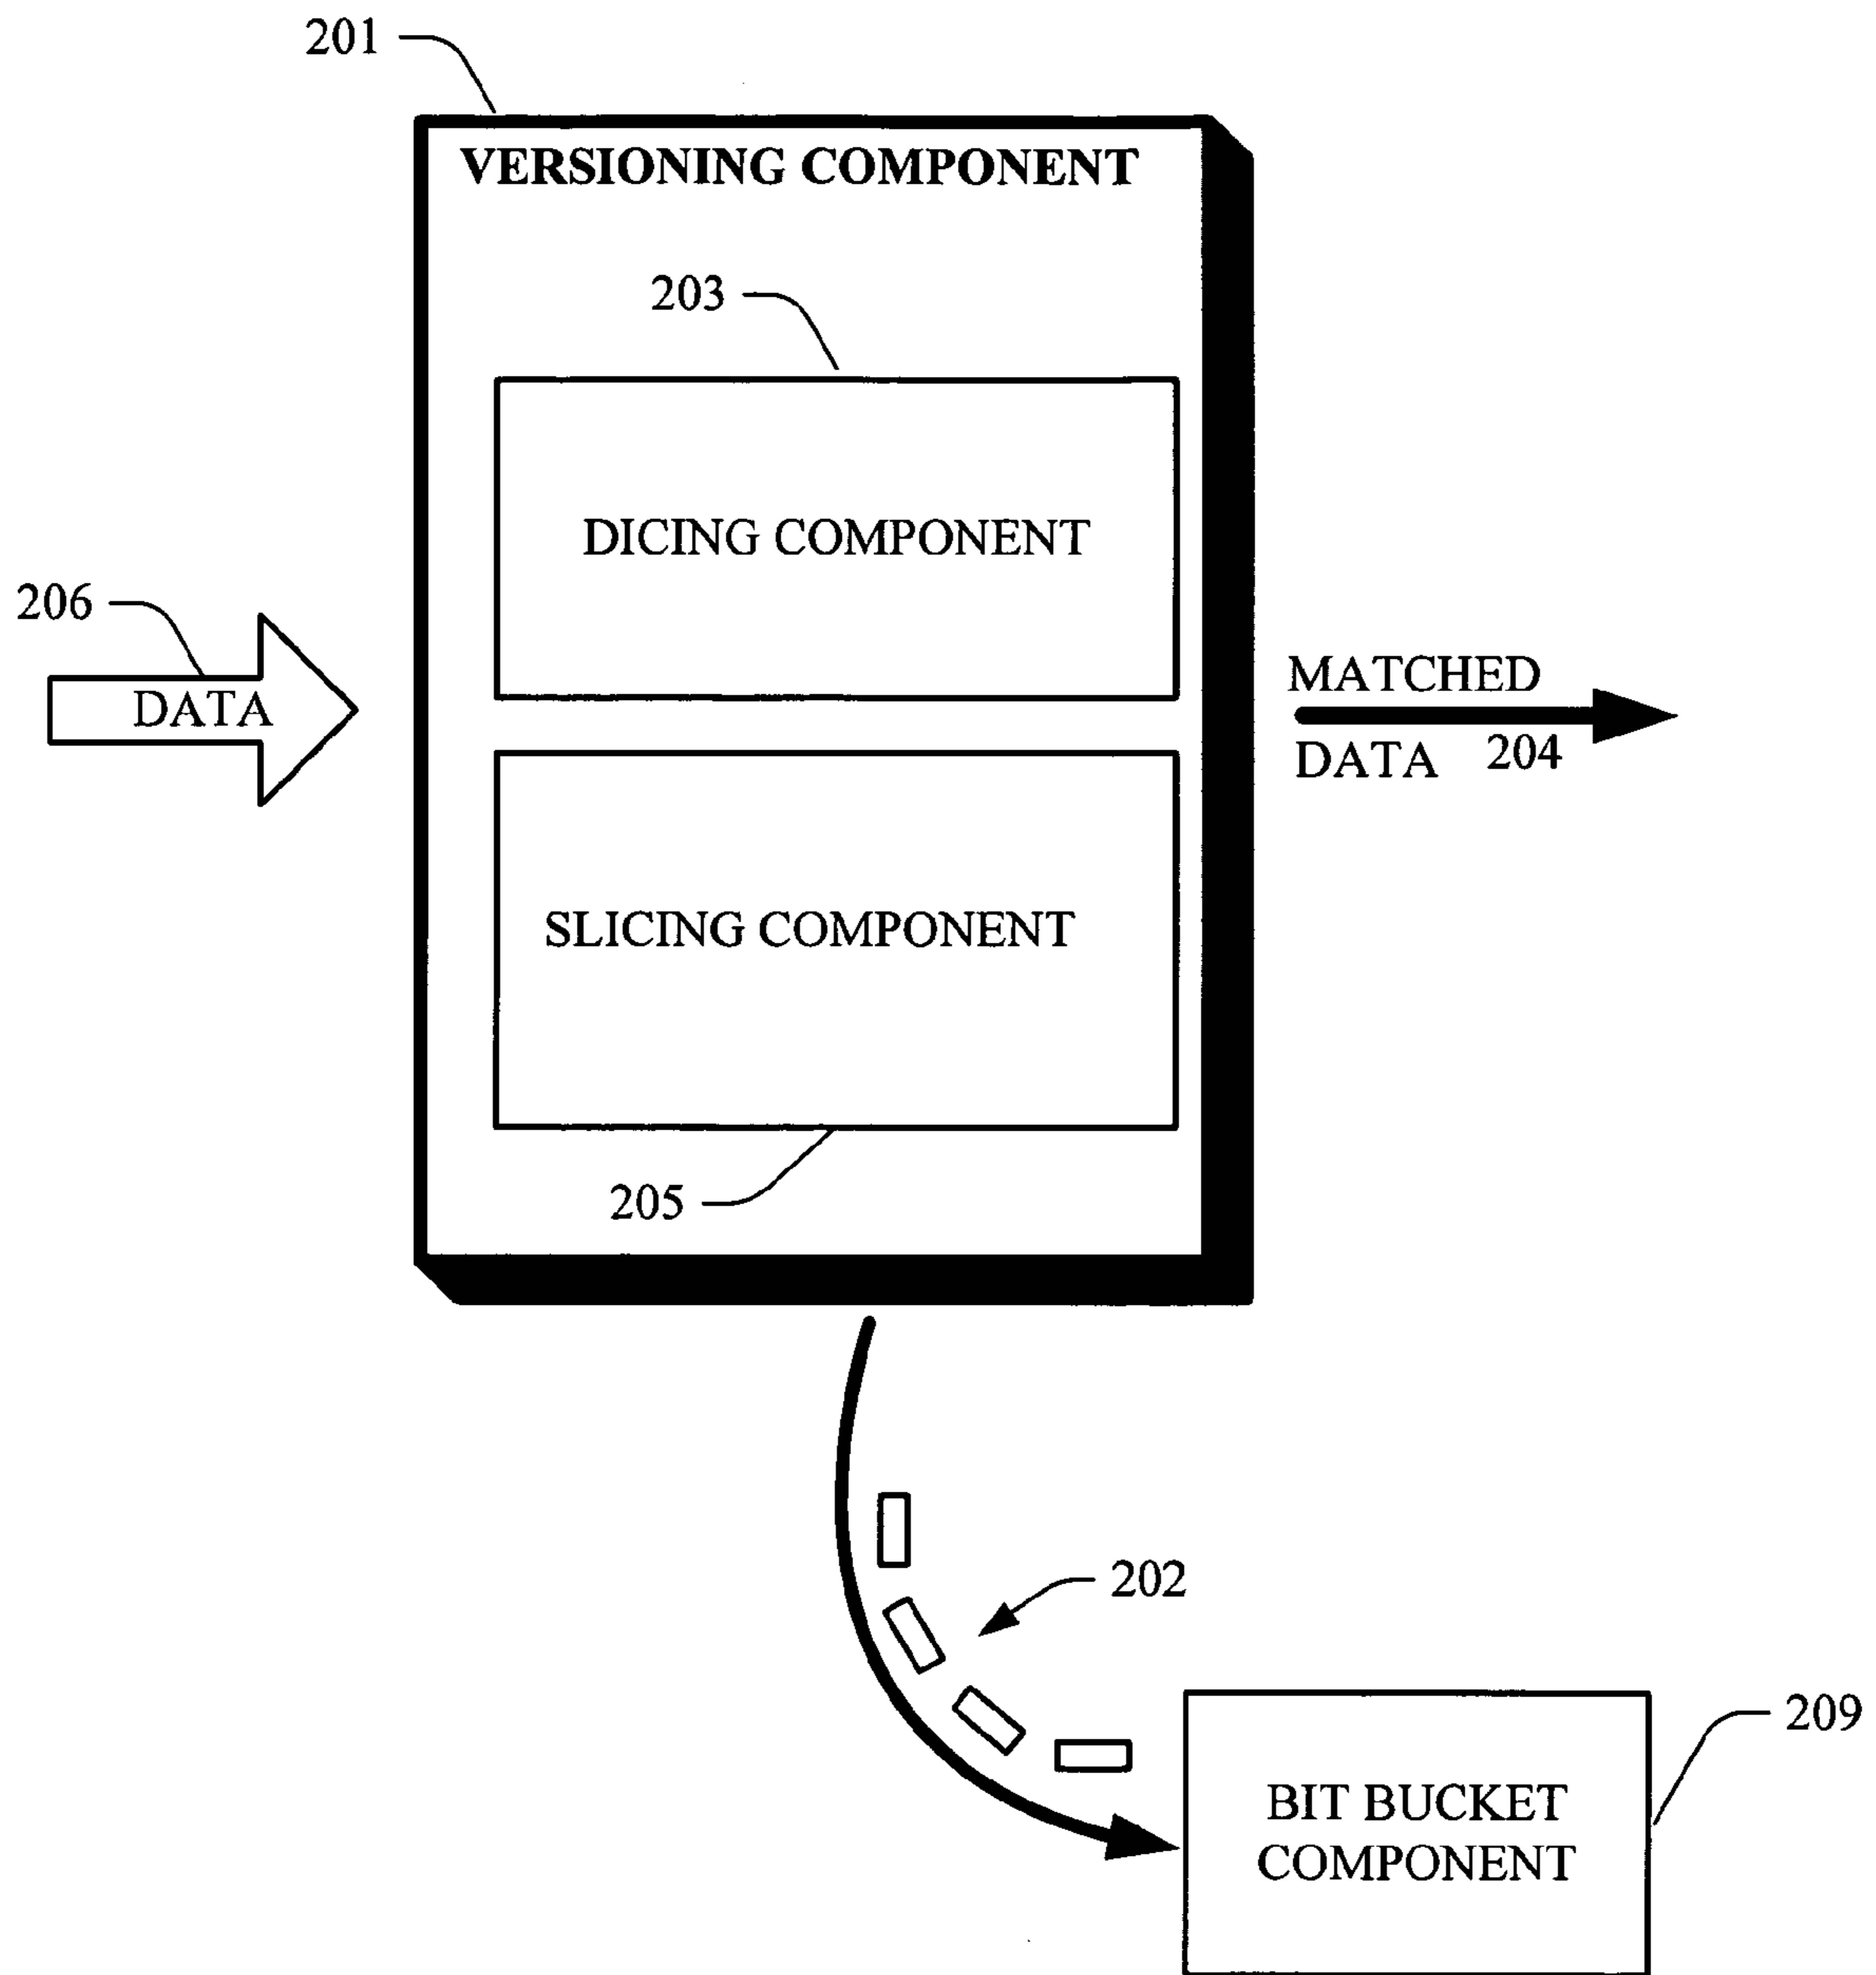 201
VERSIONING COMPONENT
203
DICING COMPONENT
206
DATA
MATCHED
DATA 204
SLICING COMPONENT
205
202
209
BIT BUCKET
COMPONENT